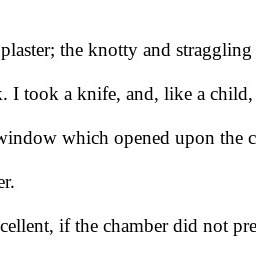 plaster; the knotty and straggling
. I took a knife, and, like a child,
window which opened upon the
er.
cellent, if the chamber did not